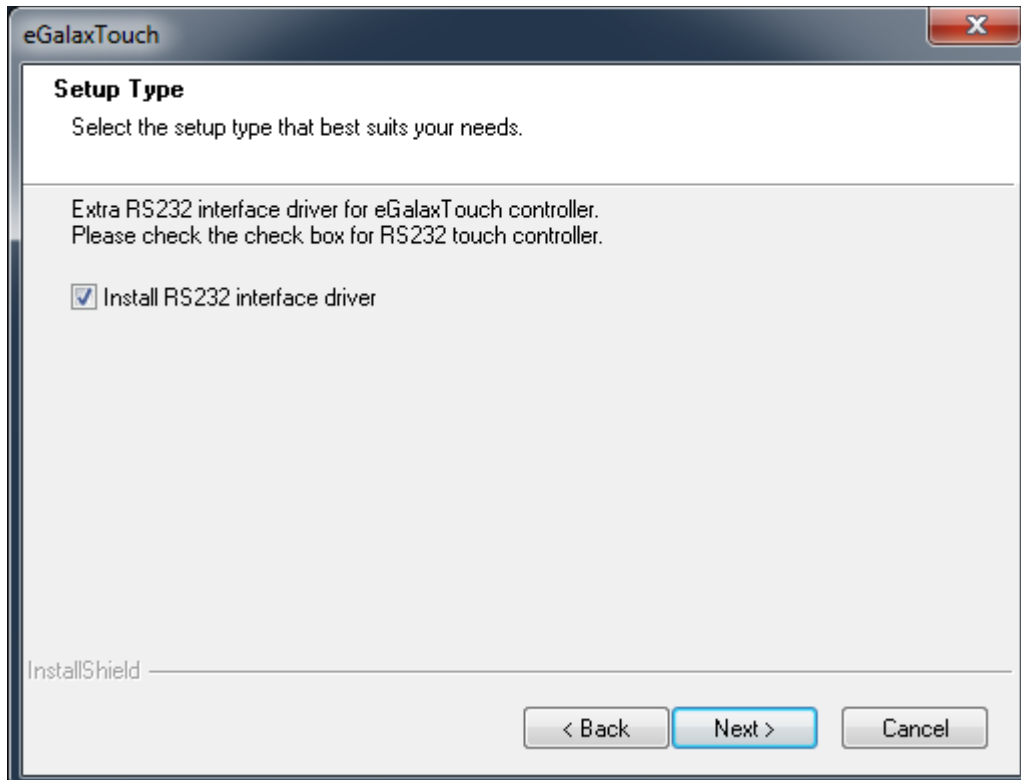 eGalaxTouch
Setup Type
Select the setup type that best suits your needs.
Extra RS232 interface driver for eGalaxTouch controller.
Please check the check box for RS232 touch controller.
Install RS232 interface driver
InstallShield
< Back Next > Cancel